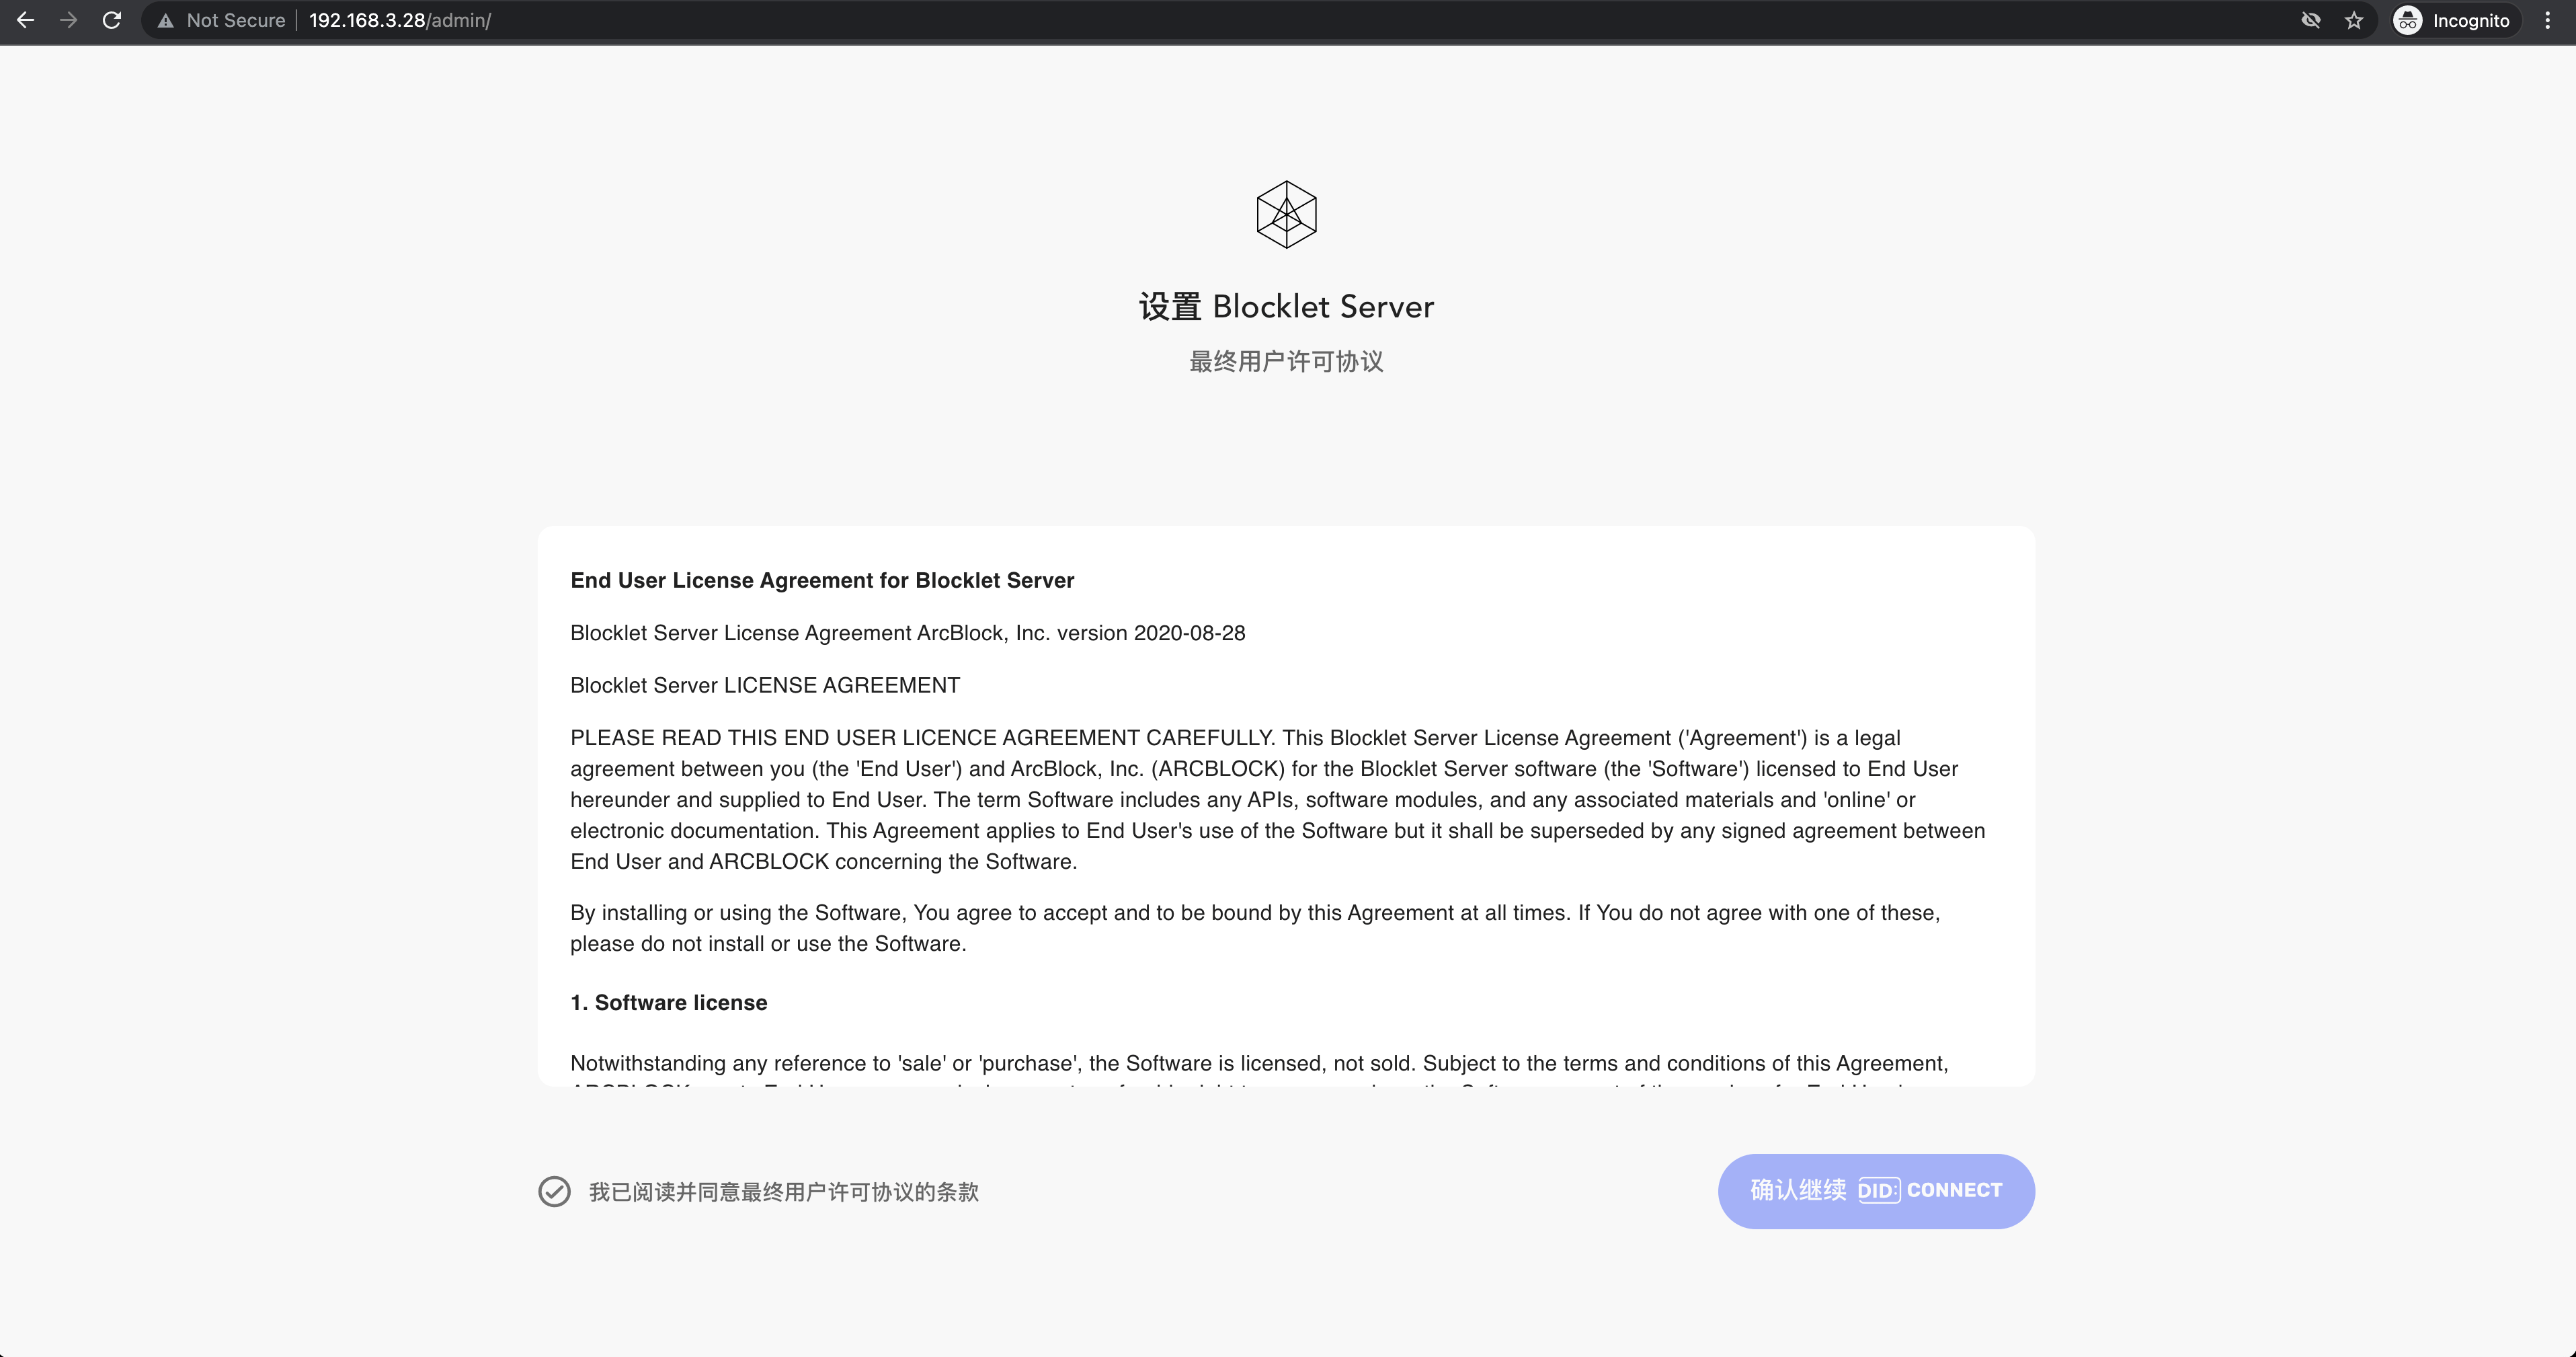 Not Secure 192.168.3.28/admin/ Incognito
设置 Blocklet Server
最终用户许可协议
End User License Agreement for Blocklet Server
Blocklet Server License Agreement ArcBlock, Inc. version 2020-08-28
Blocklet Server LICENSE AGREEMENT
PLEASE READ THIS END USER LICENCE AGREEMENT CAREFULLY. This Blocklet Server License Agreement ('Agreement') is a legal
agreement between you (the 'End User') and ArcBlock, Inc. (ARCBLOCK) for the Blocklet Server software (the 'Software') licensed to End User
hereunder and supplied to End User. The term Software includes any APIs, software modules, and any associated materials and 'online' or
electronic documentation. This Agreement applies to End User's use of the Software but it shall be superseded by any signed agreement between
End User and ARCBLOCK concerning the Software.
By installing or using the Software, You agree to accept and to be bound by this Agreement at all times. If You do not agree with one of these,
please do not install or use the Software.
1. Software license
Notwithstanding any reference to 'sale' or 'purchase', the Software is licensed, not sold. Subject to the terms and conditions of this Agreement,
我已阅读并同意最终用户许可协议的条款
确认继续 DID: CONNECT